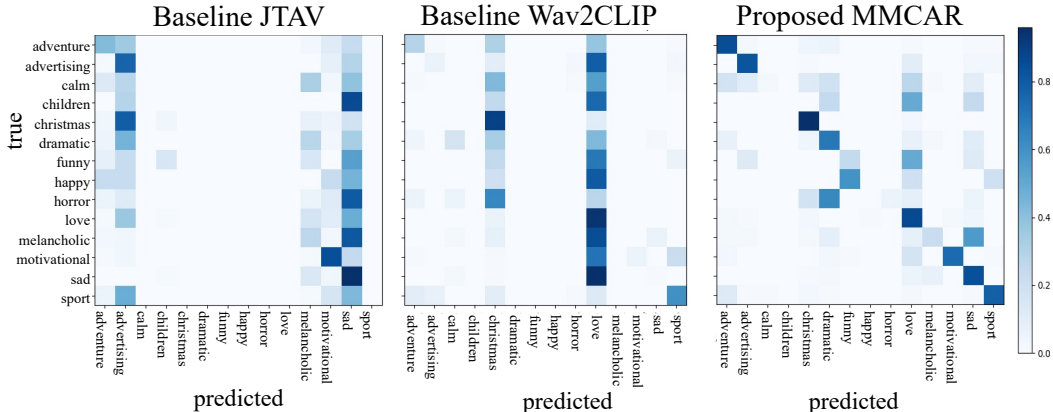 Baseline JTAV
Baseline Wav2CLIP
Proposed MMCAR
true
adventure
advertising
calm
children
christmas
dramatic
funny
happy
horror
love
melancholic
motivational
sad
sport
adventure
advertising
calm
children
christmas
dramatic
funny
happy
horror
love
melancholic
motivational
sad
sport
predicted
adventure
advertising
calm
children
christmas
dramatic
funny
happy
horror
love
melancholic
motivational
sad
sport
predicted
adventure
advertising
calm
children
christmas
dramatic
funny
happy
horror
love
melancholic
motivational
sad
sport
predicted
0.8
0.6
0.4
0.2
0.0